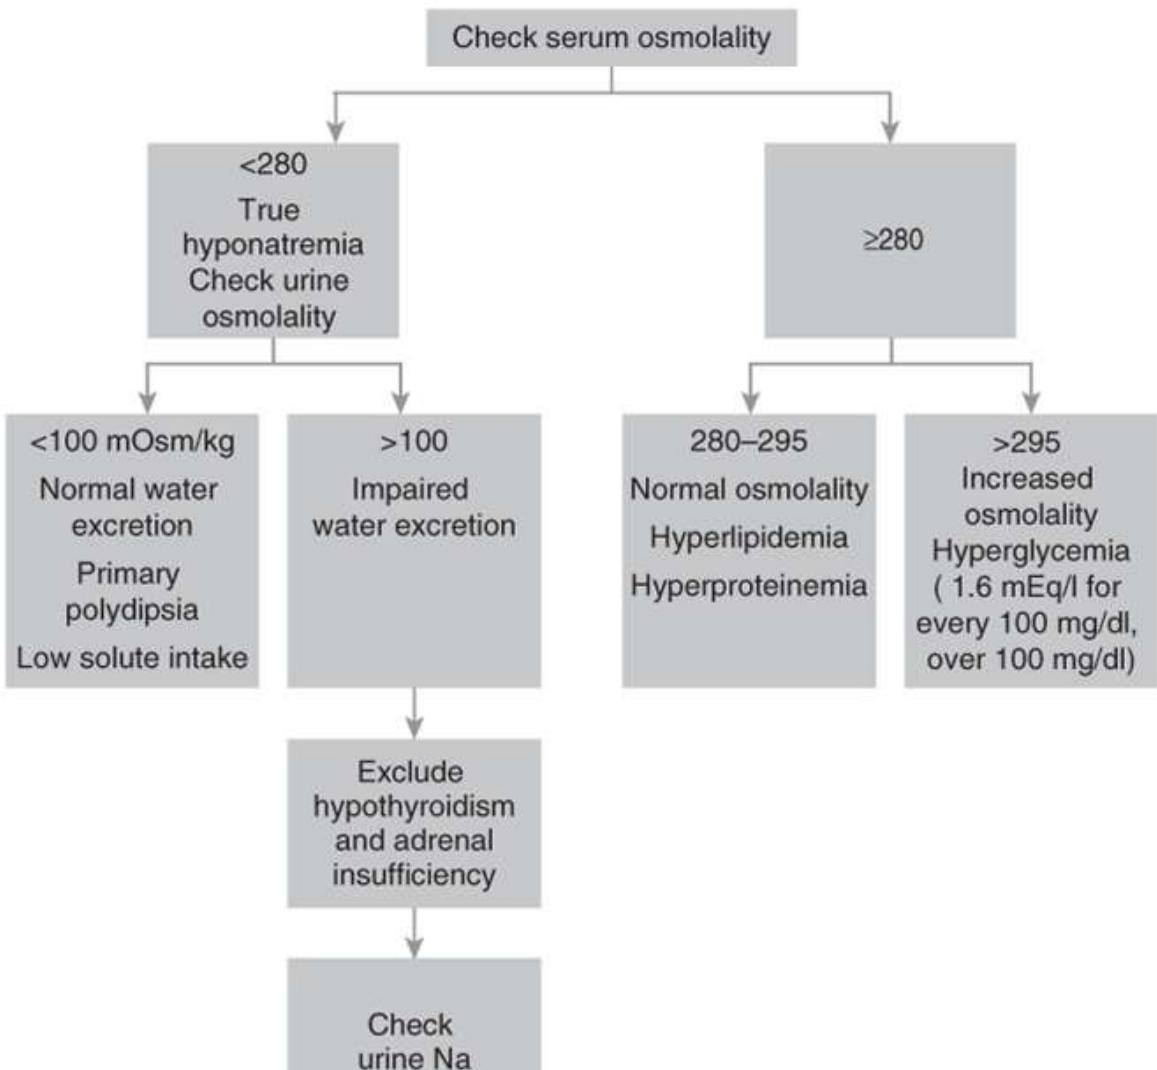 Check serum osmolality
<280
True
hyponatremia
Check urine
osmolality
≥280
<100 mOsm/kg
Normal water
excretion
Primary
polydipsia
Low solute intake
>100
Impaired
water excretion
280–295
Normal osmolality
Hyperlipidemia
Hyperproteinemia
>295
Increased
osmolality
Hyperglycemia
( 1.6 mEq/l for
every 100 mg/dl,
over 100 mg/dl)
Exclude
hypothyroidism
and adrenal
insufficiency
Check
urine Na